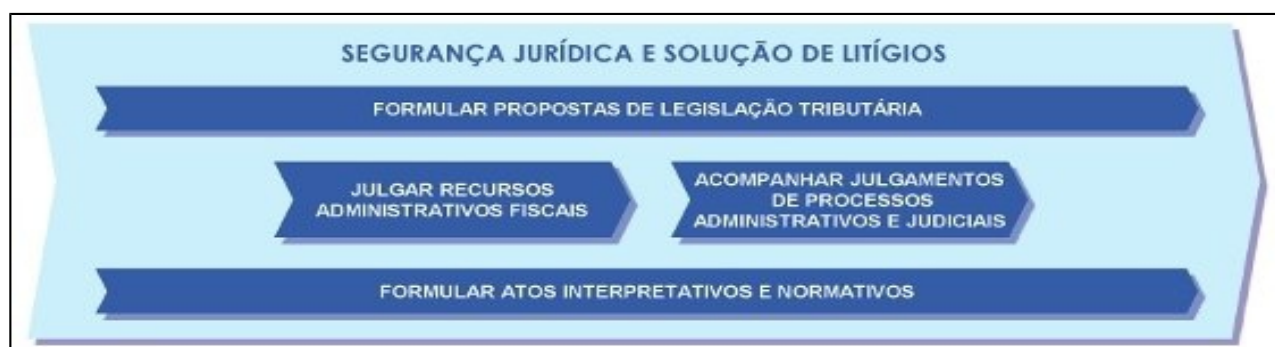 SEGURANÇA JURÍDICA E SOLUÇÃO DE LITÍGIOS
FORMULAR PROPOSTAS DE LEGISLAÇÃO TRIBUTÁRIA
JULGAR RECURSOS
ADMINISTRATIVOS FISCAIS
ACOMPANHAR JULGAMENTOS
DE PROCESSOS
ADMINISTRATIVOS E JUDICIAIS
FORMULAR ATOS INTERPRETATIVOS E NORMATIVOS